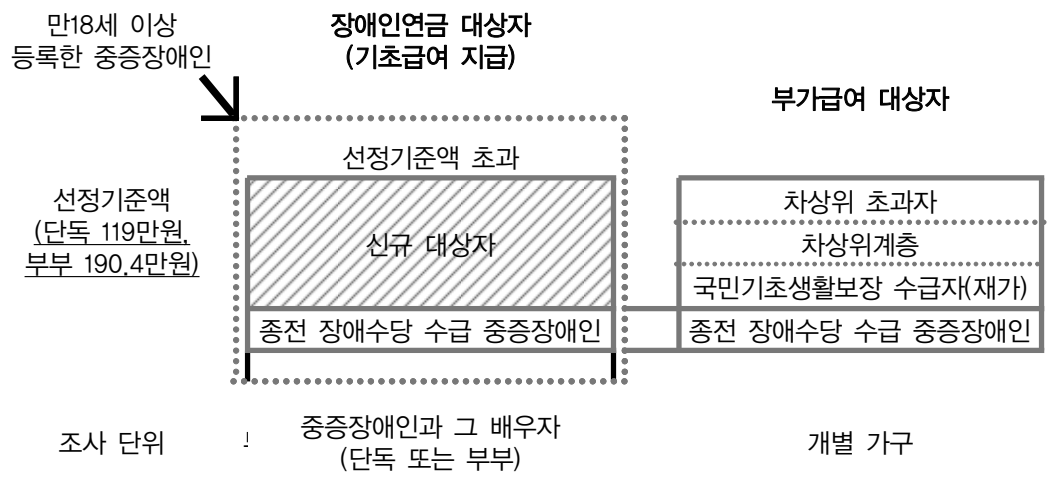 만18세 이상
등록한 중증장애인
장애인연금 대상자
(기초급여 지급)
부가급여 대상자
선정기준액 초과
선정기준액
(단독 119만원,
부부 190.4만원)
신규 대상자
종전 장애수당 수급 중증장애인
차상위 초과자
차상위계층
국민기초생활보장 수급자(재가)
종전 장애수당 수급 중증장애인
조사 단위
중증장애인과 그 배우자
(단독 또는 부부)
개별 가구